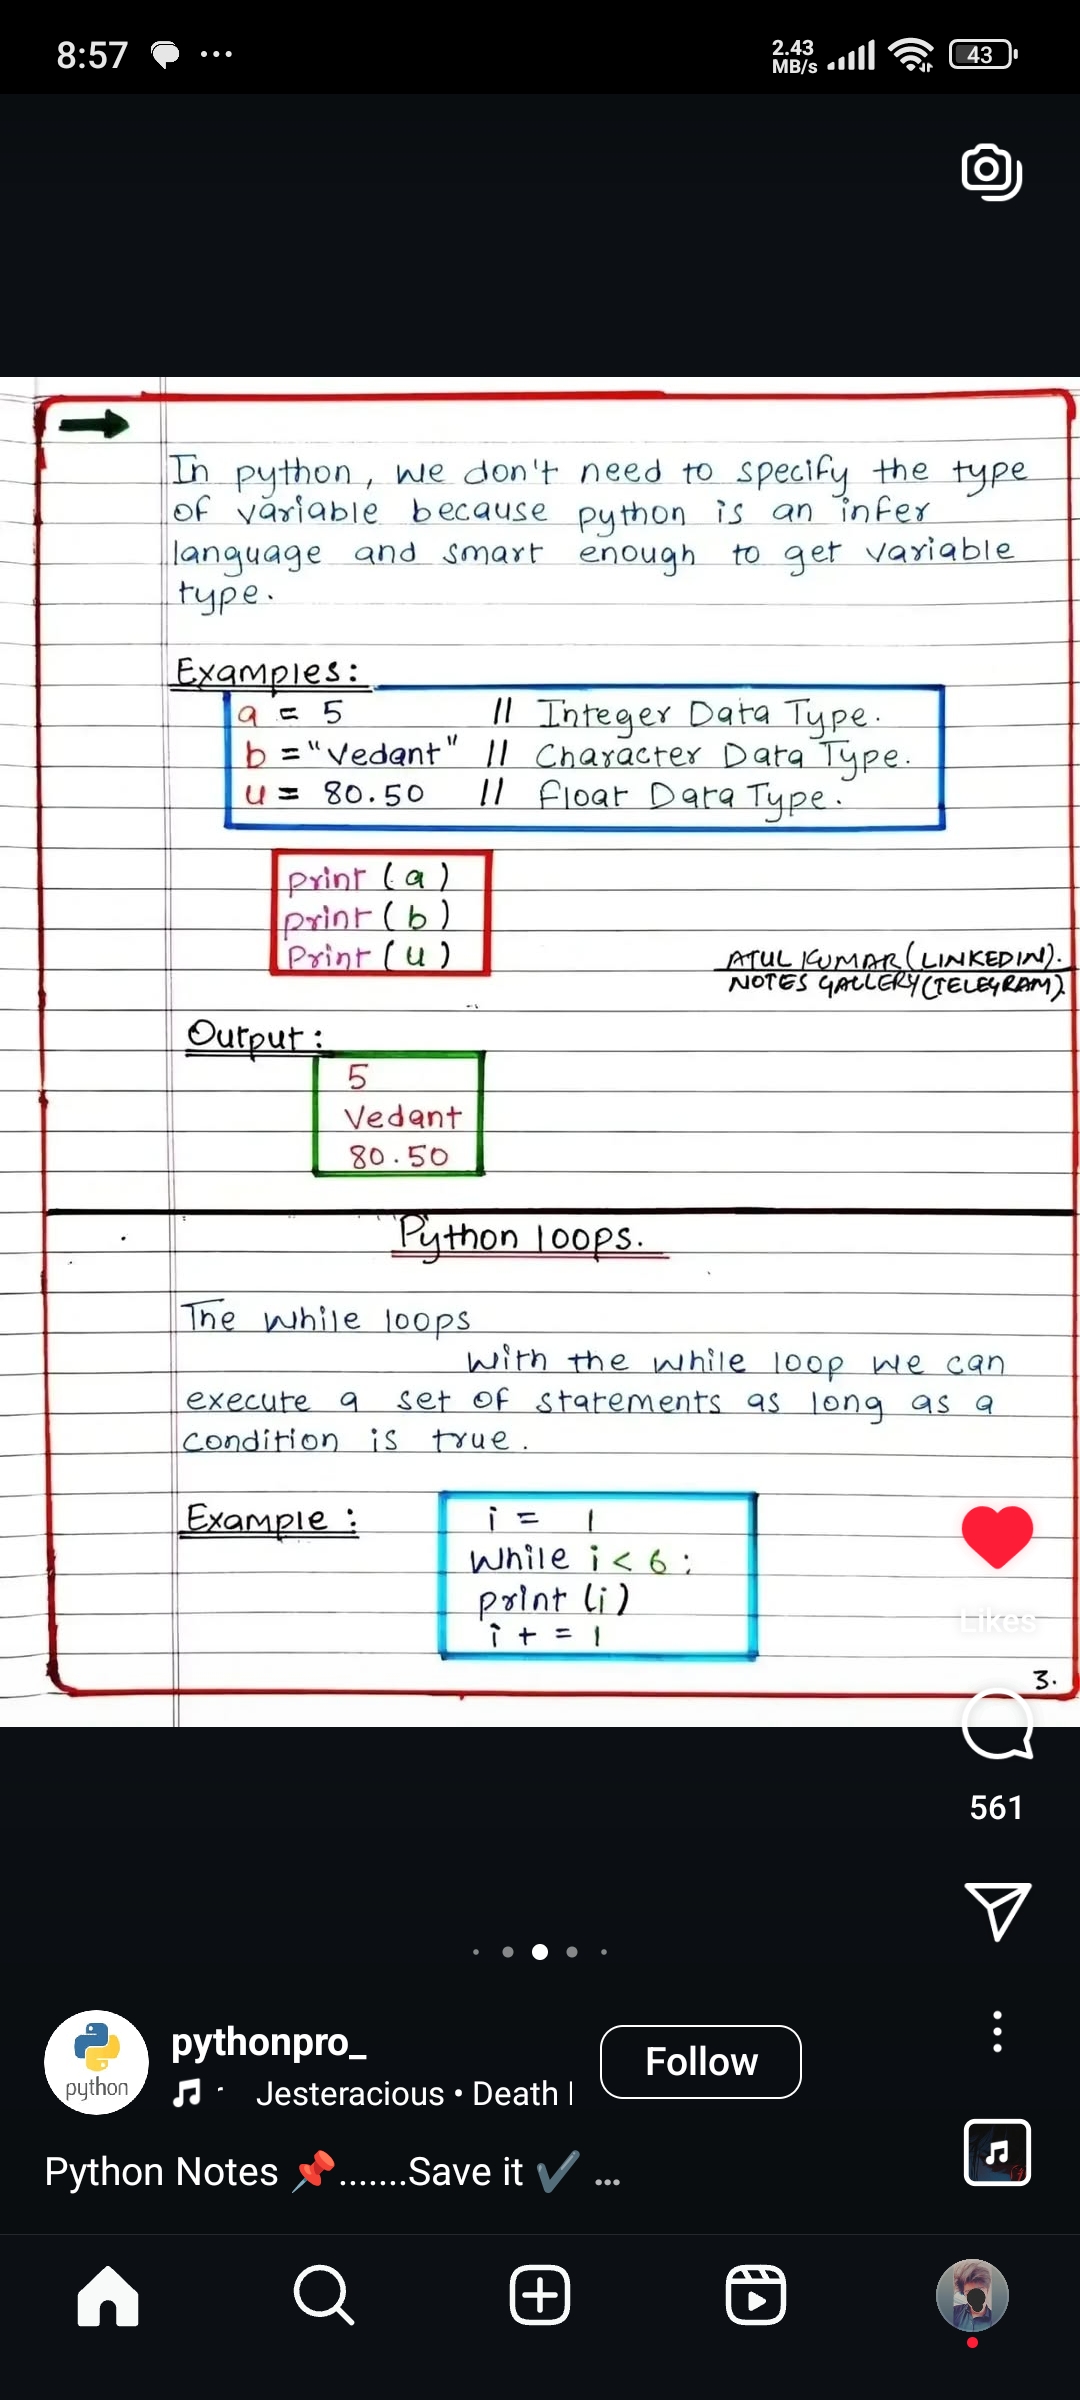 8:57 ...
2.43
MB/s
43
In python, we don't need to specify the type
of variable because python is an infer
language and smart enough to get variable
type.
Examples:
a = 5 // Integer Data Type.
b = "Vedant" // Character Data Type.
u = 80.50 // Float Data Type.
print (a)
print (b)
Print (u)
ATUL KUMAR (LINKEDIN).
NOTES GALLERY (TELEGRAM).
Output :
5
Vedant
80.50
Python loops.
The while loops
With the while loop we can
execute a set of statements as long as a
condition is true.
Example :
i = 1
While i < 6 :
print (i)
i + = 1
Likes
3.
561
python
pythonpro_
Follow
Jesteracious • Death
Python Notes 📌.......Save it ✔️ ...